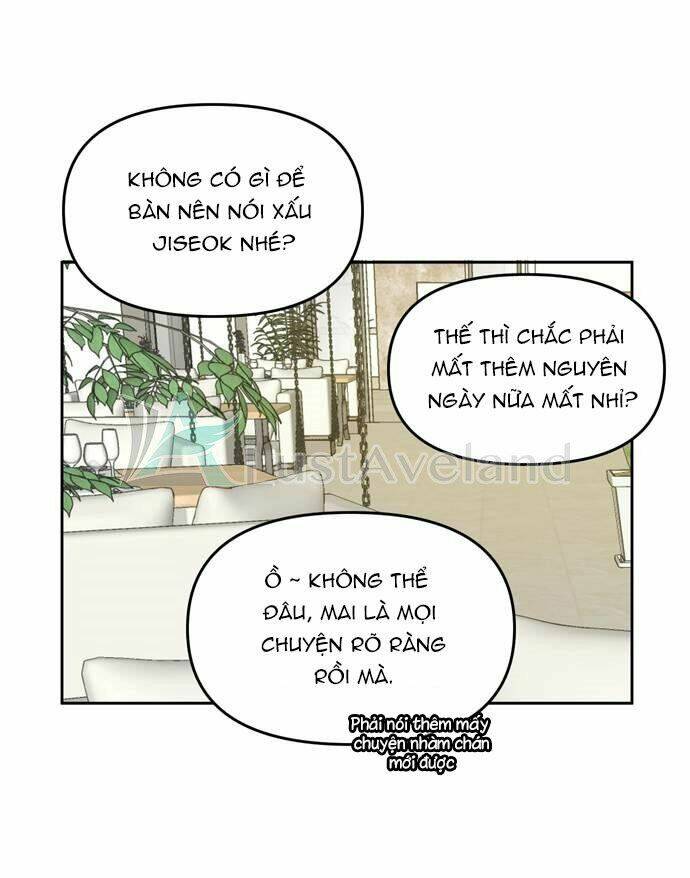 KHÔNG CÓ GÌ ĐỂ
BÀN NÊN NÓI XẤU
JISEOK NHÉ?
THẾ THÌ CHẮC PHẢI
MẤT THÊM NGUYÊN
NGÀY NỮA MẤT NHỈ?
LustAveland
Ồ ~ KHÔNG THỂ
ĐÂU, MAI LÀ MỌI
CHUYỆN RÕ RÀNG
RỒI MÀ.
Phải nói thêm mấy
chuyện nhàm chán
mới được